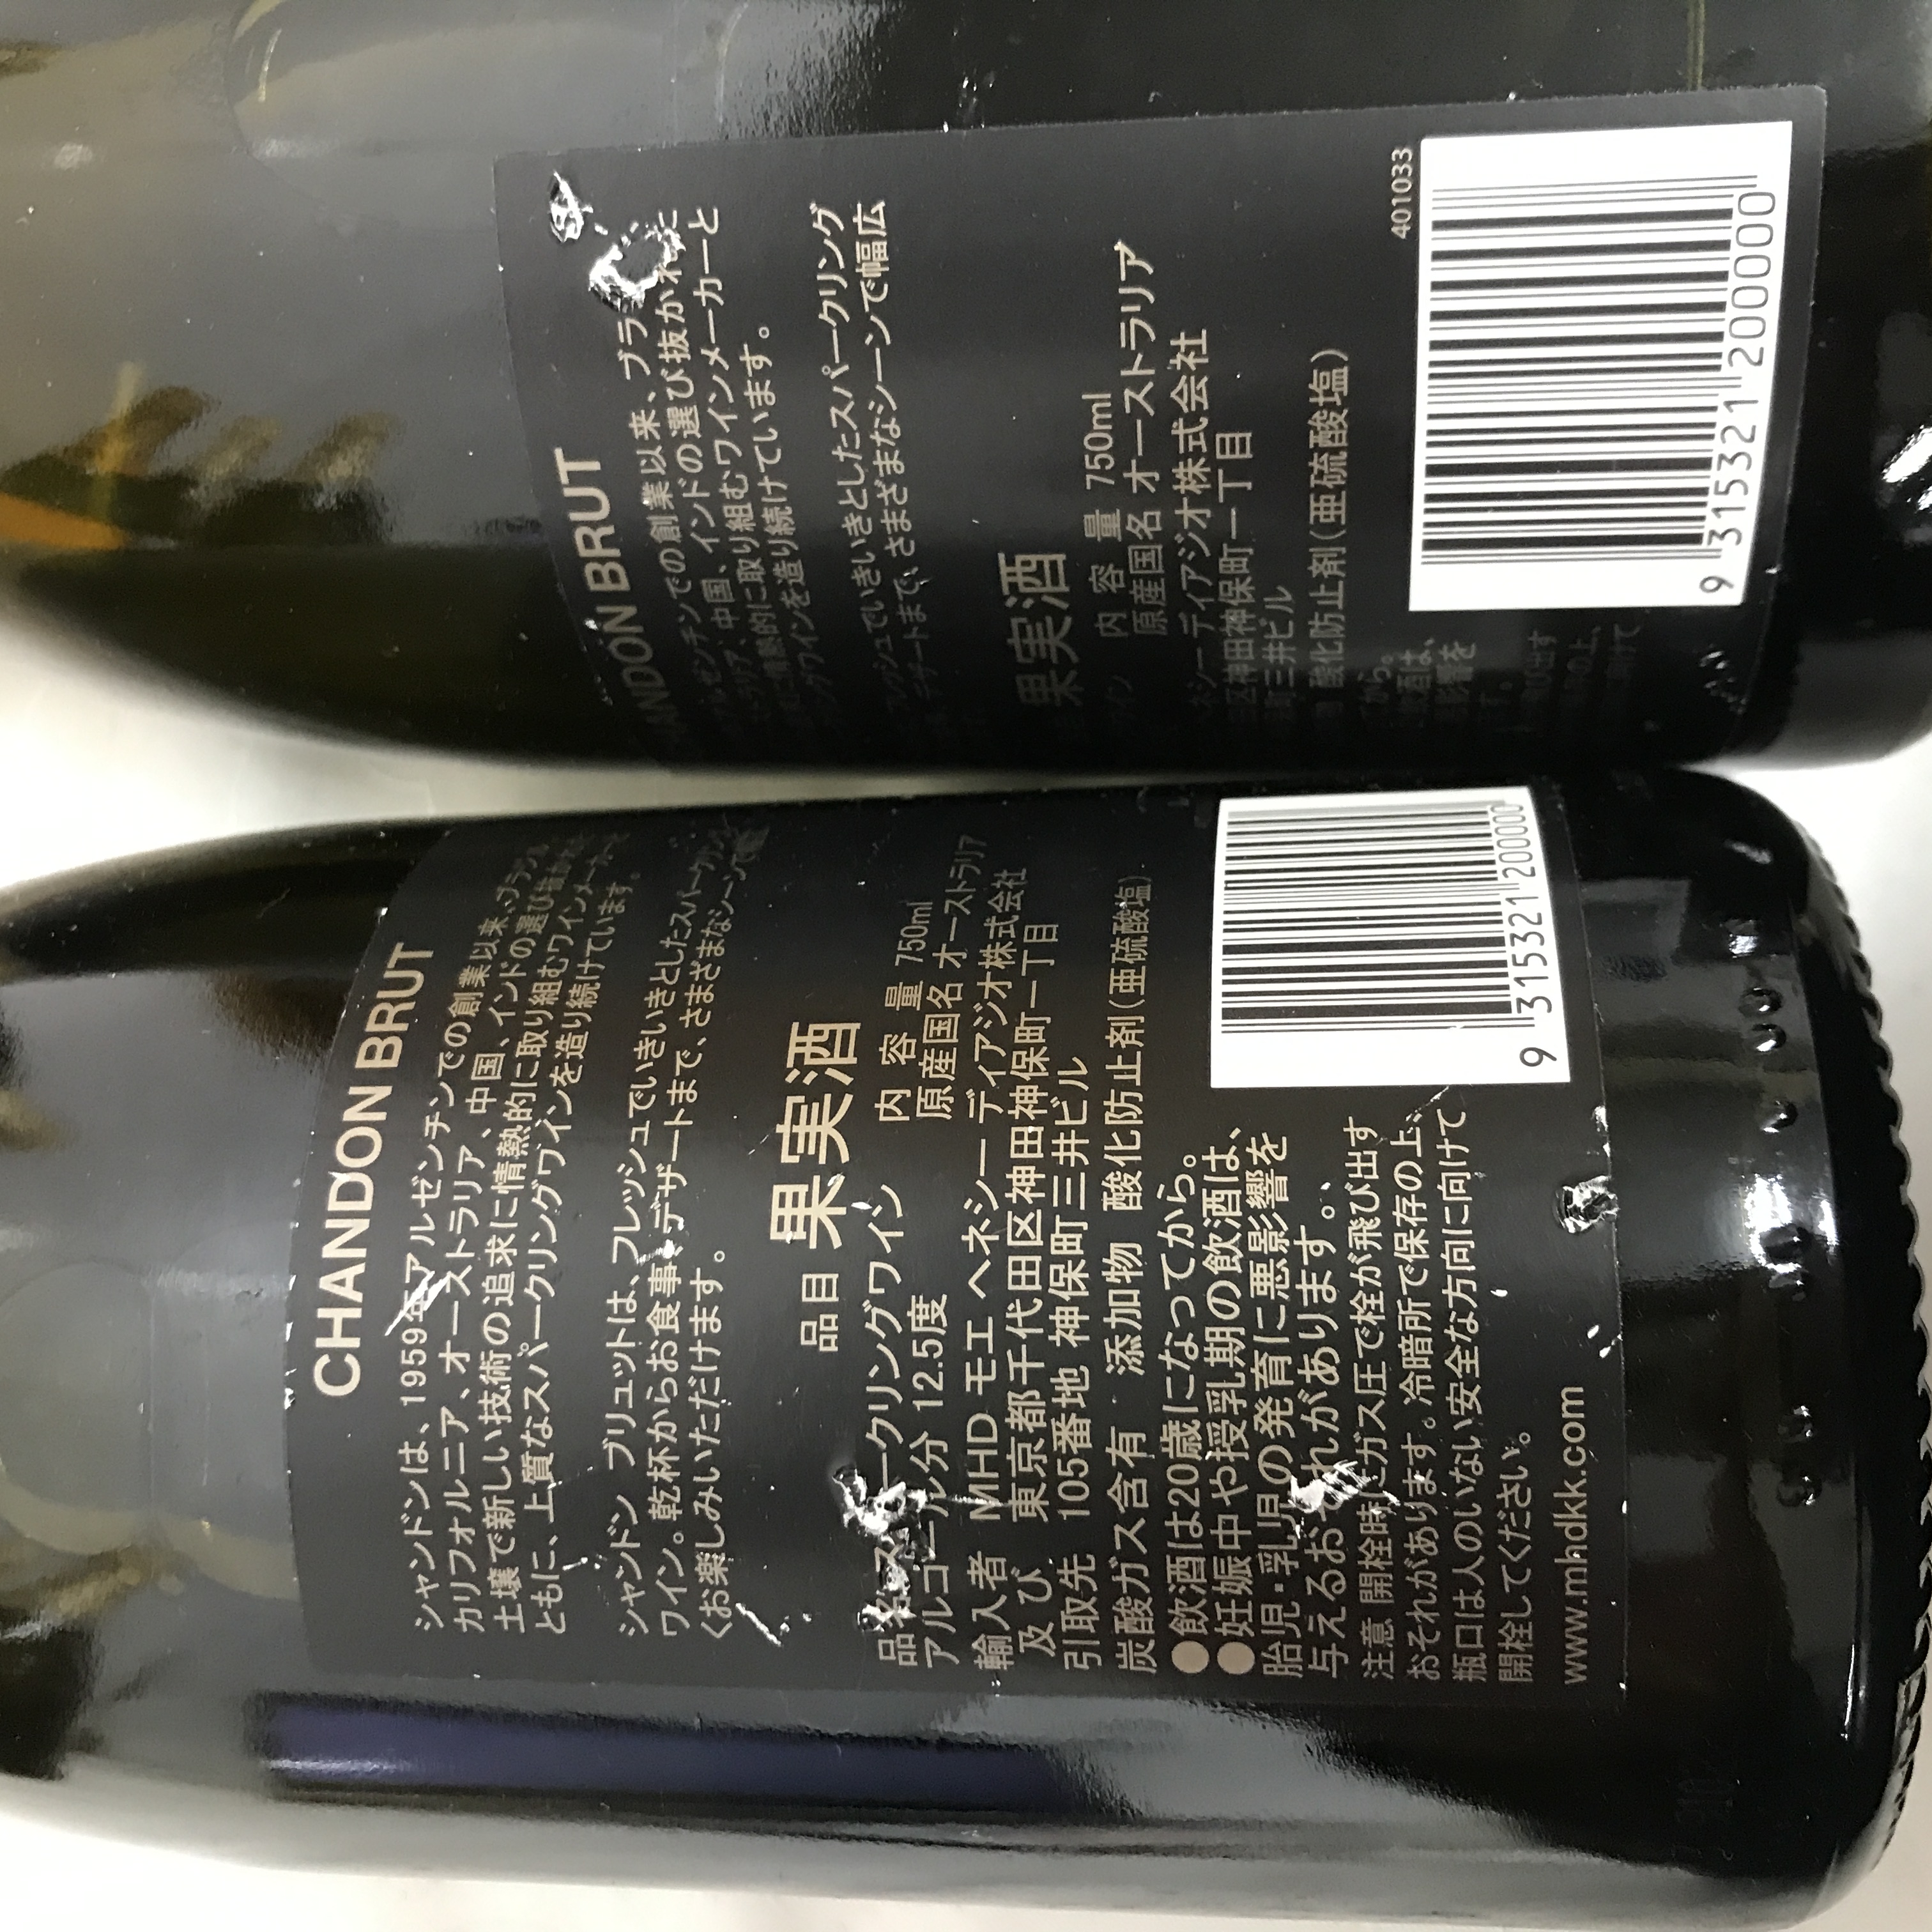 CHANDON BRUT
シャンドンは、1959年アルゼンチンでの創業以来、ブラジル、
カリフォルニア、オーストラリア、中国、インドの選び抜かれた
土壌で新しい技術の追求に情熱的に取り組むワインメーカーと
ともに、上質なスパークリングワインを造り続けています。
シャンドン ブリュットは、フレッシュでいきいきとしたスパークリング
ワイン。乾杯からお食事、デザートまで、さまざまなシーンで幅広
くお楽しみいただけます。
品目 果実酒
品名 スパークリングワイン 内容量 750ml
アルコール分 12.5度 原産国名 オーストラリア
輸入者 MHD モエ ヘネシー ディアジオ株式会社
及び 東京都千代田区神田神保町一丁目
引取先 105番地 神保町三井ビル
炭酸ガス含有 添加物 酸化防止剤(亜硫酸塩)
●飲酒は20歳になってから。
●妊娠中や授乳期の飲酒は、
胎児・乳児の発育に悪影響を
与えるおそれがあります。
注意 開栓時にガス圧で栓が飛び出す
おそれがあります。冷暗所で保存の上、
瓶口は人のいない安全な方向に向けて
開栓してください。
www.mhdkk.com
9 315321 200000
CHANDON BRUT
アルゼンチンでの創業以来、ブラ
ストラリア、中国、インドの選び抜かれた
に情熱的に取り組むワインメーカーと
ングワインを造り続けています。
フレッシュでいきいきとしたスパークリング
デザートまで、さまざまなシーンで幅広
果実酒
イン 内容量 750ml
原産国名 オーストラリア
ヘネシー ディアジオ株式会社
区神田神保町一丁目
町三井ビル
酸化防止剤(亜硫酸塩)
てから。
飲酒は、
影響を
す。
401033
飛び出す
の上、
向けて
9 315321 200000